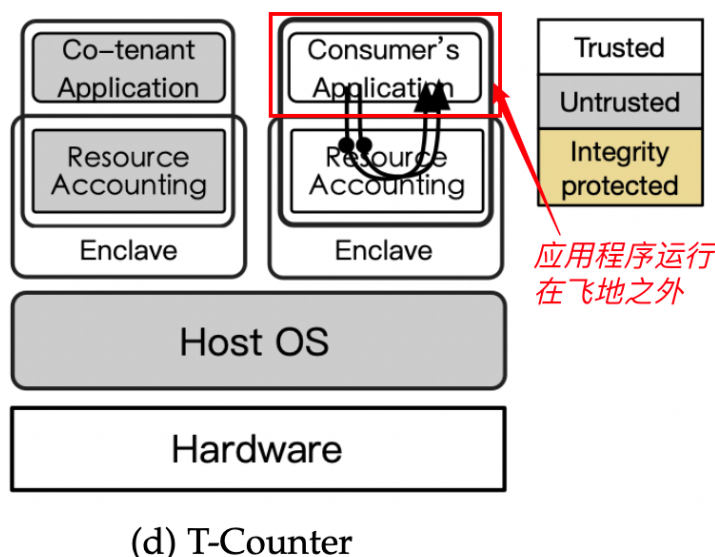 Co-tenant
Application
Consumer's
Application
Trusted
Untrusted
Integrity
protected
Resource
Accounting
Resource
Accounting
Enclave
Enclave
应用程序运行
在飞地之外
Host OS
Hardware
(d) T-Counter